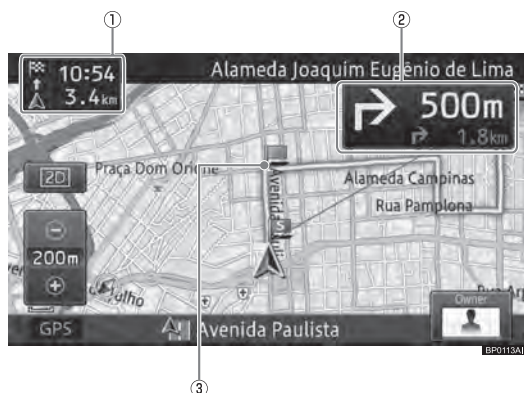 ① ②
10:54
3.4km
Alameda Joaquim Eugênio de Lima
500m
1.8km
2D
Praça Dom Orione
Avenida
Alameda Campinas
Rua Pamplona
200m
GPS
Avenida Paulista
Owner
BP0113AI
③